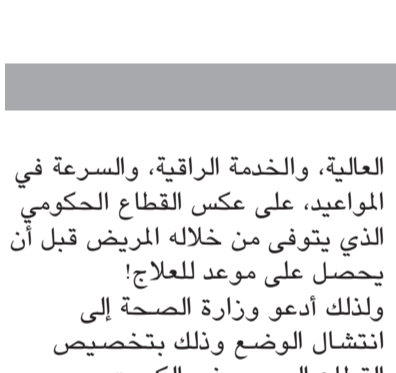 العالية، والخدمة الراقية، والسرعة في
المواعيد، على عكس القطاع الحكومي
الذي يتوفى من خلاله المريض قبل أن
يحصل على موعد للعلاج!
ولذلك أدعو وزارة الصحة إلى
انتشال الوضع وذلك بتخصيص